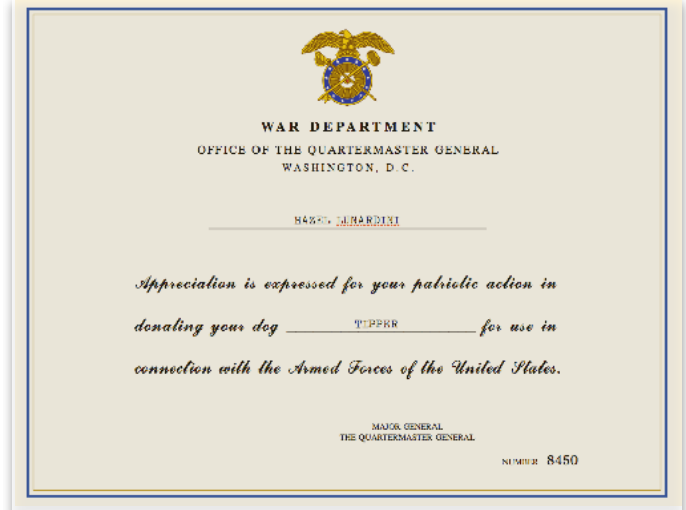 WAR DEPARTMENT
OFFICE OF THE QUARTERMASTER GENERAL
WASHINGTON, D.C.
HAZEL LUNARDINI
Appreciation is expressed for your patriotic action in
donating your dog TIPPER for use in
connection with the Armed Forces of the United States.
MAJOR GENERAL
THE QUARTERMASTER GENERAL
NUMBER 8450